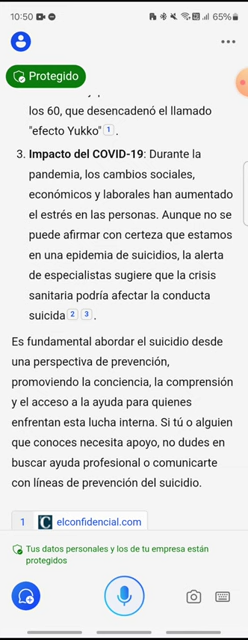 10:50
65%
Protegido
los 60, que desencadenó el llamado
"efecto Yukko" 1.
3. Impacto del COVID-19: Durante la
pandemia, los cambios sociales,
económicos y laborales han aumentado
el estrés en las personas. Aunque no se
puede afirmar con certeza que estamos
en una epidemia de suicidios, la alerta
de especialistas sugiere que la crisis
sanitaria podría afectar la conducta
suicida 2 3.
Es fundamental abordar el suicidio desde
una perspectiva de prevención,
promoviendo la conciencia, la comprensión
y el acceso a la ayuda para quienes
enfrentan esta lucha interna. Si tú o alguien
que conoces necesita apoyo, no dudes en
buscar ayuda profesional o comunicarte
con líneas de prevención del suicidio.
1 C elconfidencial.com
Tus datos personales y los de tu empresa están
protegidos